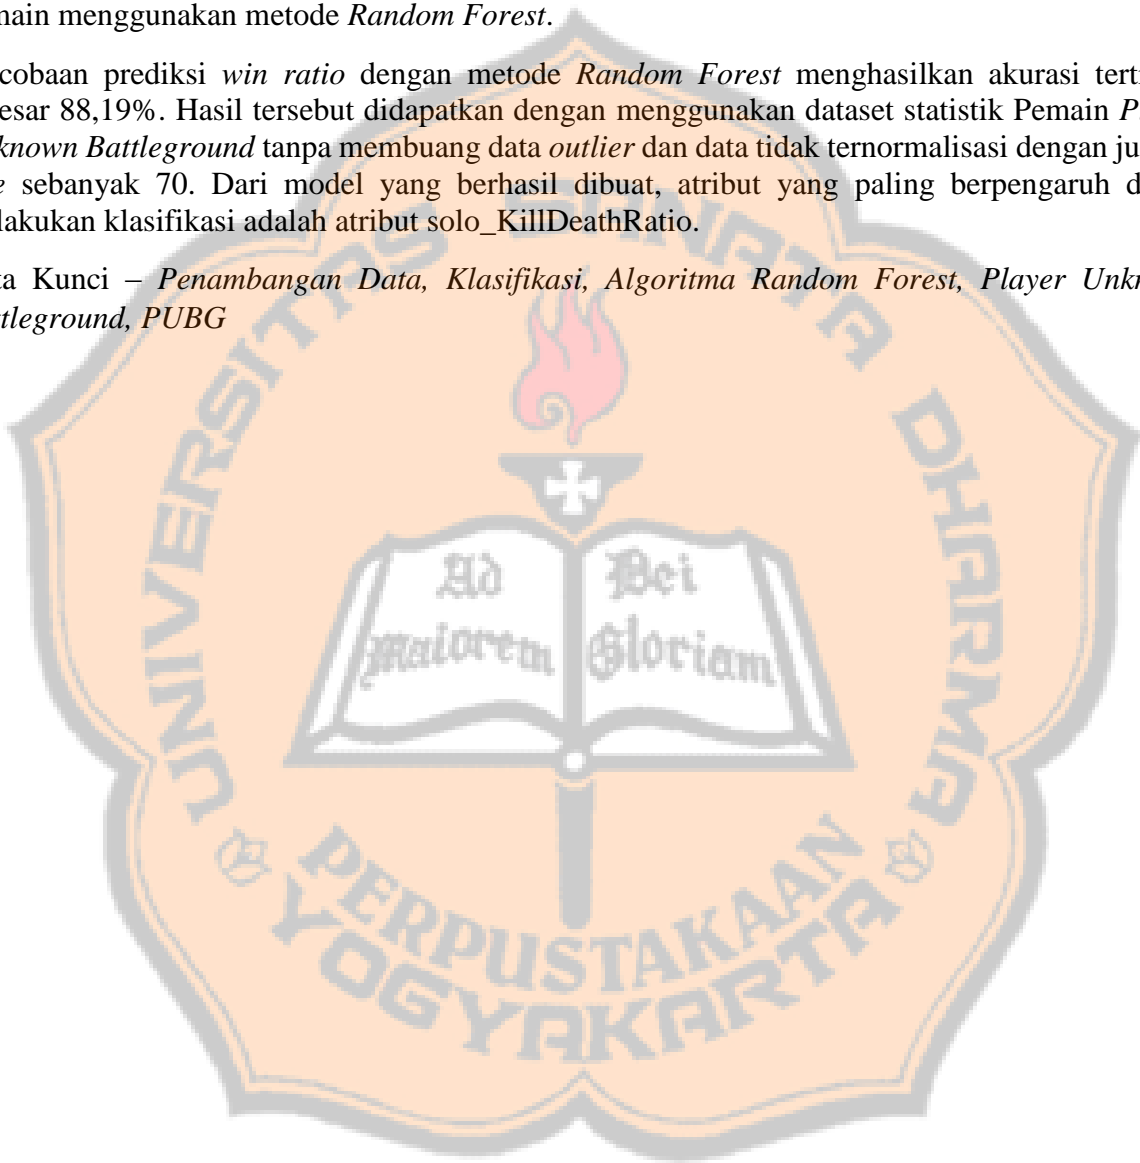 main menggunakan metode Random Forest.
cobaan prediksi win ratio dengan metode Random Forest menghasilkan akurasi terti
esar 88,19%. Hasil tersebut didapatkan dengan menggunakan dataset statistik Pemain
known Battleground tanpa membuang data outlier dan data tidak ternormalisasi dengan ju
e sebanyak 70. Dari model yang berhasil dibuat, atribut yang paling berpengaruh d
lakukan klasifikasi adalah atribut solo_KillDeathRatio.
ta Kunci – Penambangan Data, Klasifikasi, Algoritma Random Forest, Player Unkn
ttleground, PUBG
UNIVERSITAS SANATA DHARMA
Ad
maiorem
Dei
Gloriam
PERPUSTAKAAN
YOGYAKARTA